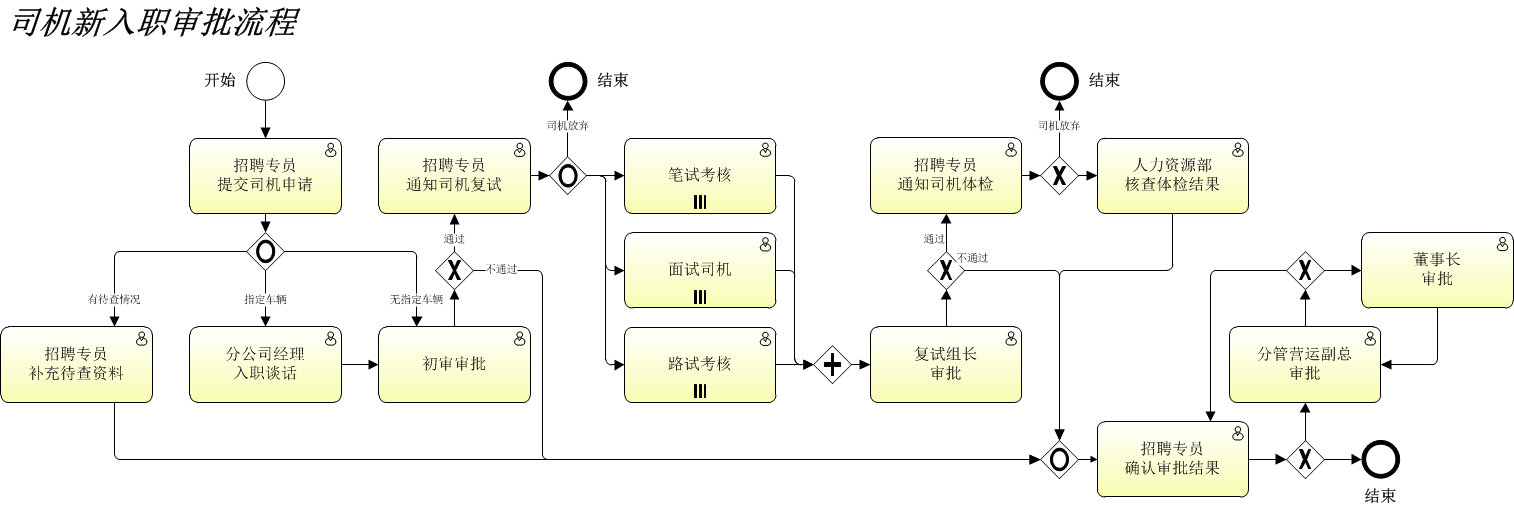 司机新入职审批流程
开始
结束
结束
司机放弃
司机放弃
招聘专员
提交司机申请
招聘专员
通知司机复试
笔试考核
招聘专员
通知司机体检
人力资源部
核查体检结果
通过
不通过
面试司机
通过
不通过
董事长
审批
有待查情况
指定车辆
无指定车辆
招聘专员
补充待查资料
分公司经理
入职谈话
初审审批
路试考核
复试组长
审批
分管营运副总
审批
招聘专员
确认审批结果
结束